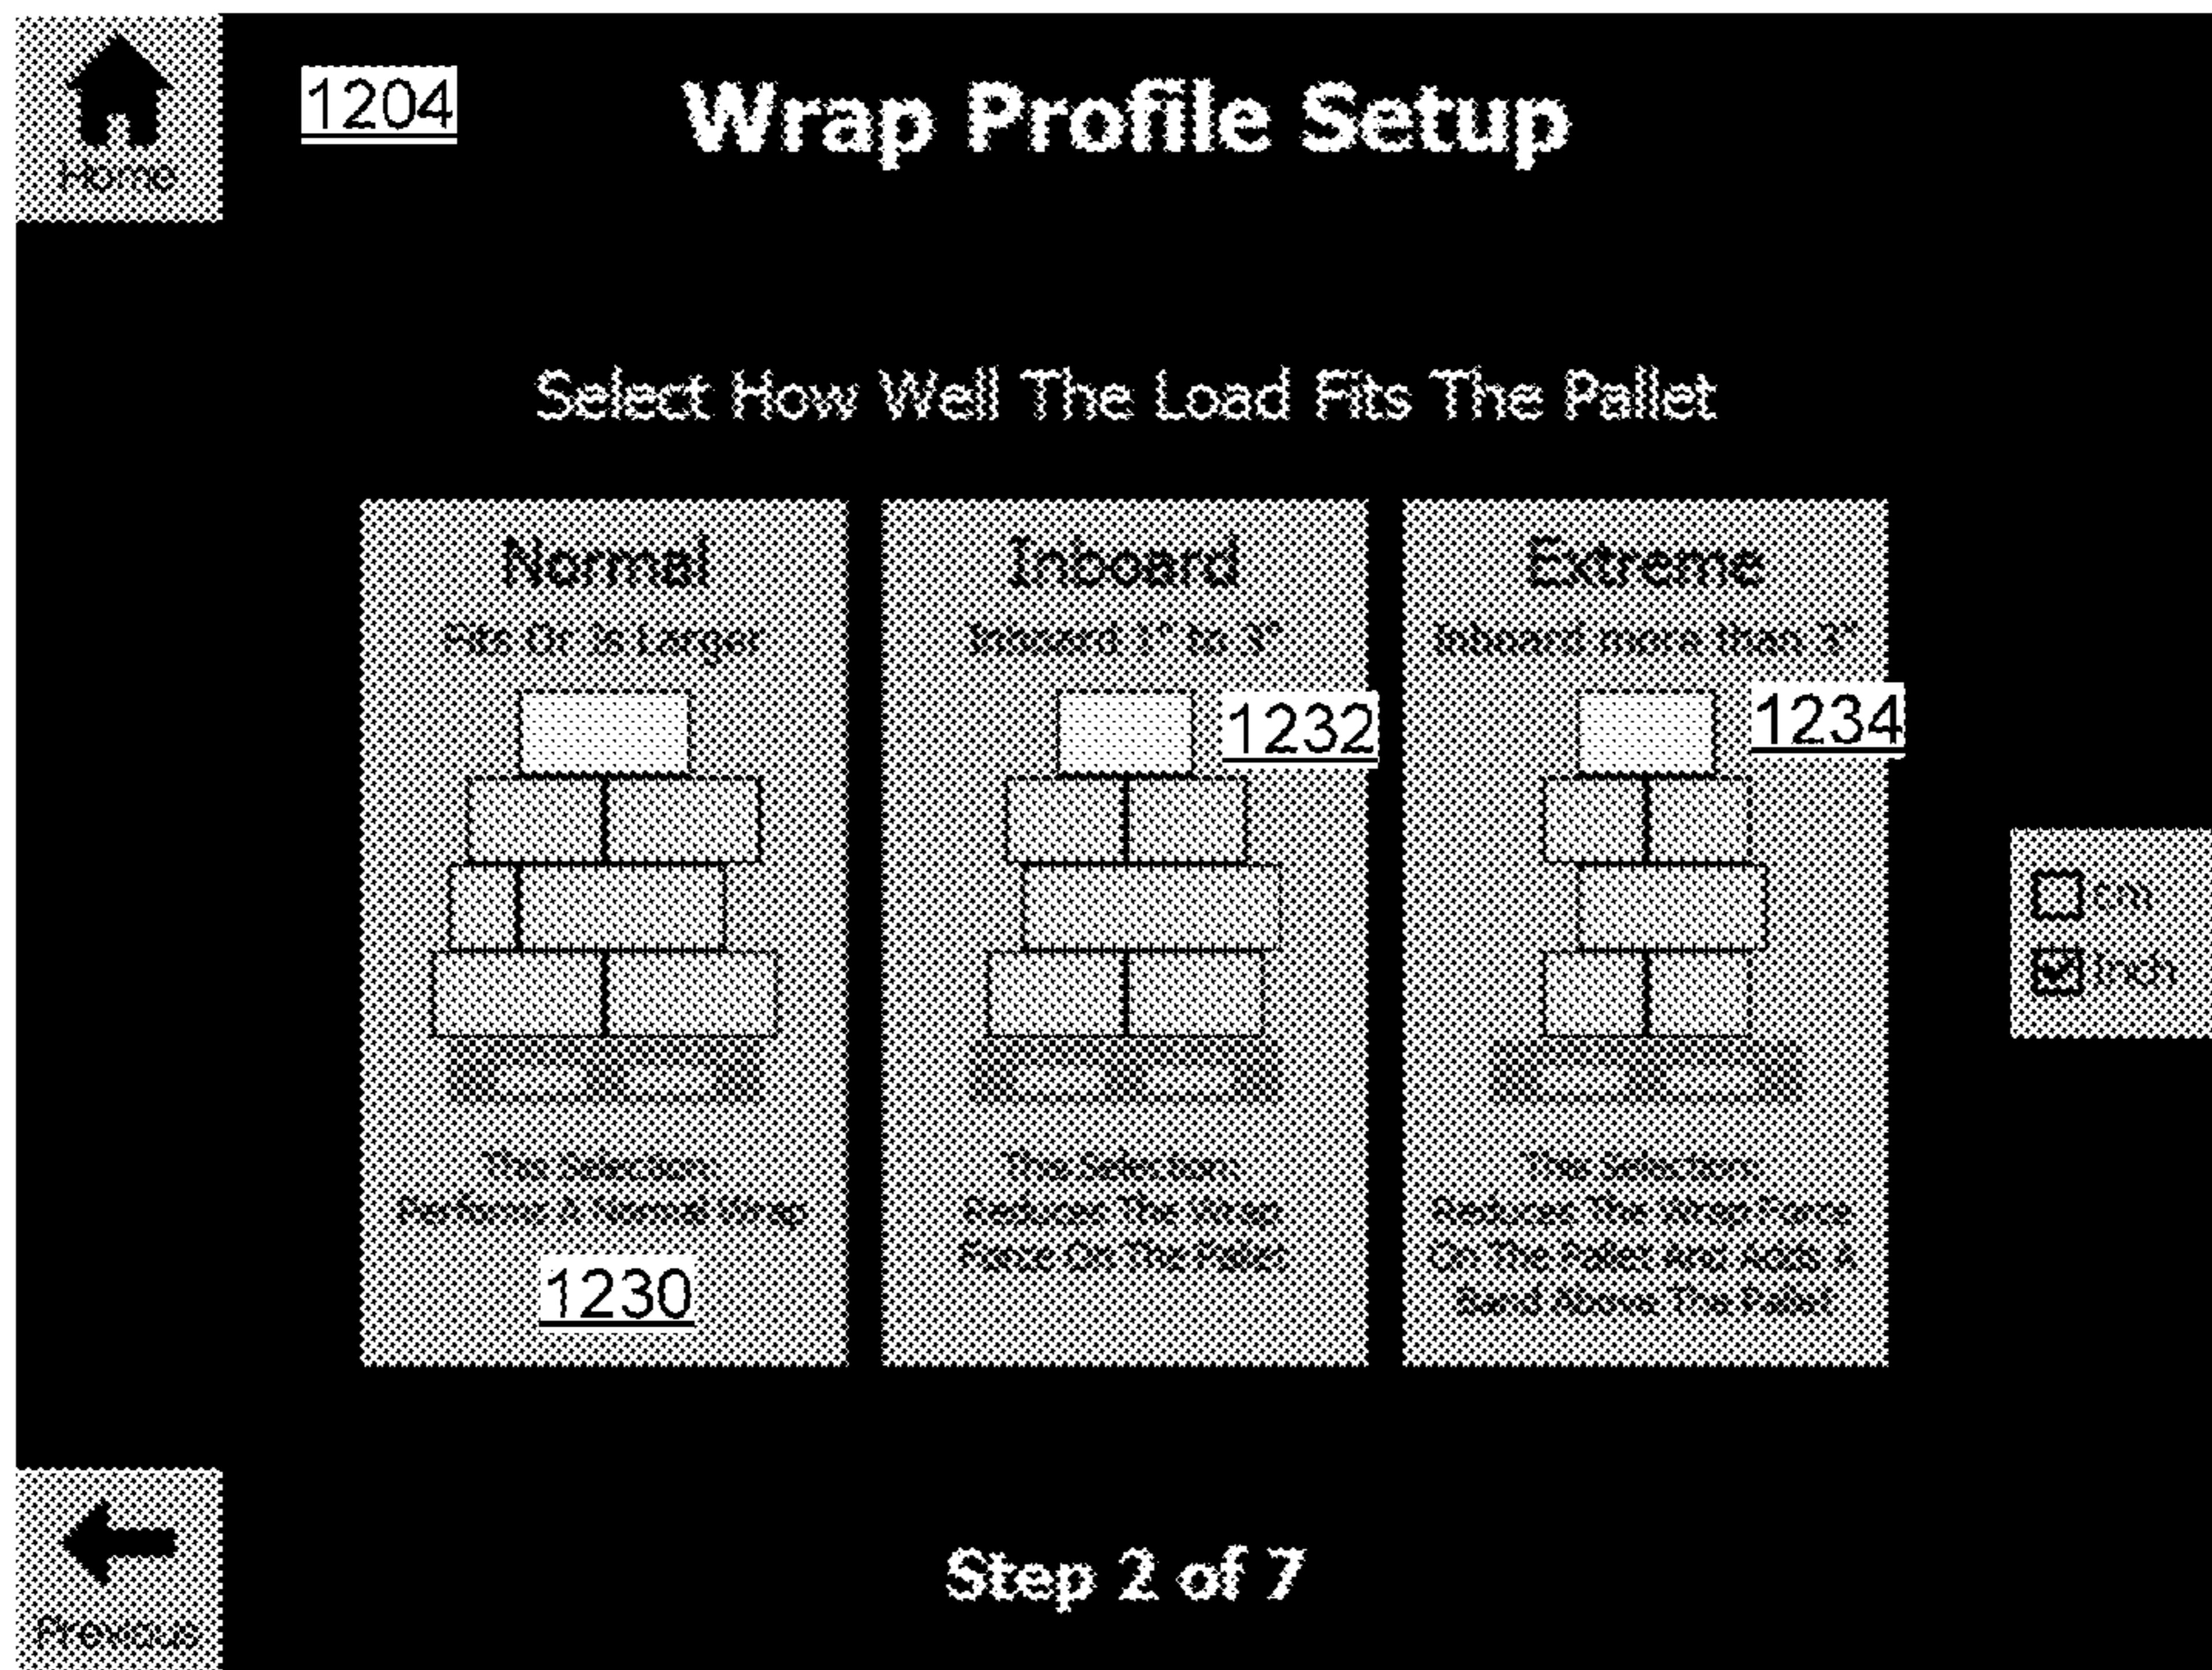 1204
Wrap Profile Setup
Home
Select How Well The Load Fits The Pallet
Normal
Fits Or Is Larger
1230
This Selection:
Performs A Normal Wrap
Inboard
Inboard 1" to 3"
1232
This Selection:
Reduces The Wrap
Force On The Pallet
Extreme
Inboard more than 3"
1234
This Selection:
Reduces The Wrap Force
On The Pallet And Adds A
Band Above The Pallet
cm
Inch
Previous
Step 2 of 7